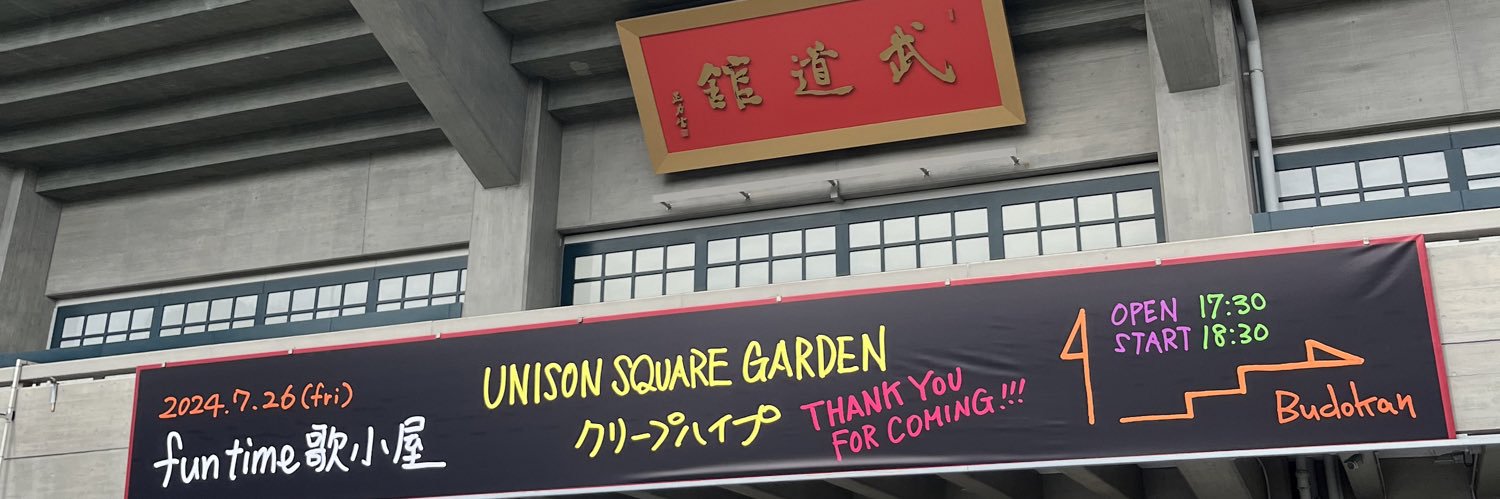 武道館
2024.7.26(fri)
fun time 歌小屋
UNISON SQUARE GARDEN
クリープハイプ
THANK YOU
FOR COMING!!!
OPEN 17:30
START 18:30
Budokan